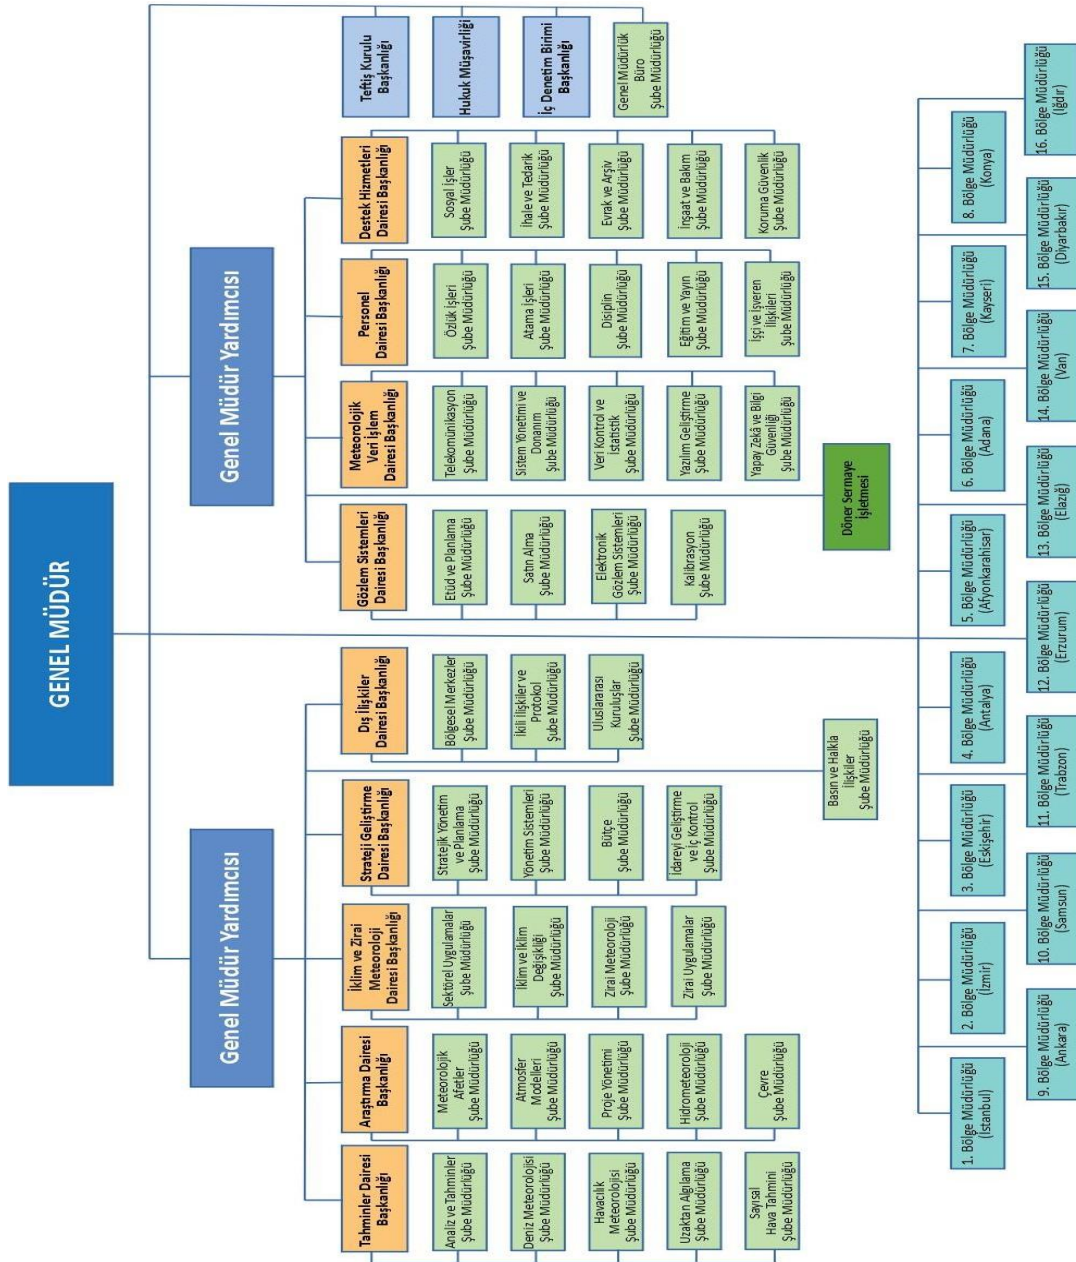 GENEL MÜDÜR
Genel Müdür Yardımcısı
Genel Müdür Yardımcısı
Tahminler Dairesi
Başkanlığı
Analiz ve Tahminler
Şube Müdürlüğü
Deniz Meteorolojisi
Şube Müdürlüğü
Havacılık
Meteorolojisi
Şube Müdürlüğü
Uzaktan Algılama
Şube Müdürlüğü
Sayısal
Hava Tahmini
Şube Müdürlüğü
Araştırma Dairesi
Başkanlığı
Meteorolojik
Afetler
Şube Müdürlüğü
Atmosfer
Modelleri
Şube Müdürlüğü
Proje Yönetimi
Şube Müdürlüğü
Hidrometeoroloji
Şube Müdürlüğü
Çevre
Şube Müdürlüğü
İklim ve Zirai
Meteoroloji
Dairesi Başkanlığı
Sektörel Uygulamalar
Şube Müdürlüğü
İklim ve İklim
Değişikliği
Şube Müdürlüğü
Zirai Meteoroloji
Şube Müdürlüğü
Zirai Uygulamalar
Şube Müdürlüğü
Strateji Geliştirme
Dairesi Başkanlığı
Stratejik Yönetim
ve Planlama
Şube Müdürlüğü
Yönetim Sistemleri
Şube Müdürlüğü
Bütçe
Şube Müdürlüğü
İdareyi Geliştirme
ve İç Kontrol
Şube Müdürlüğü
Dış İlişkiler
Dairesi Başkanlığı
Bölgesel Merkezler
Şube Müdürlüğü
İkili İlişkiler ve
Protokol
Şube Müdürlüğü
Uluslararası
Kuruluşlar
Şube Müdürlüğü
Basın ve Halkla
İlişkiler
Şube Müdürlüğü
Gözlem Sistemleri
Dairesi Başkanlığı
Etüd ve Planlama
Şube Müdürlüğü
Satın Alma
Şube Müdürlüğü
Elektronik
Gözlem Sistemleri
Şube Müdürlüğü
Kalibrasyon
Şube Müdürlüğü
Meteorolojik
Veri İşlem
Dairesi Başkanlığı
Telekomünikasyon
Şube Müdürlüğü
Sistem Yönetimi ve
Donanım
Şube Müdürlüğü
Veri Kontrol ve
İstatistik
Şube Müdürlüğü
Yazılım Geliştirme
Şube Müdürlüğü
Yapay Zekâ ve Bilgi
Güvenliği
Şube Müdürlüğü
Personel
Dairesi Başkanlığı
Özlük İşleri
Şube Müdürlüğü
Atama İşleri
Şube Müdürlüğü
Disiplin
Şube Müdürlüğü
Eğitim ve Yayın
Şube Müdürlüğü
İşçi ve İşveren
İlişkileri
Şube Müdürlüğü
Destek Hizmetleri
Dairesi Başkanlığı
Sosyal İşler
Şube Müdürlüğü
İhale ve Tedarik
Şube Müdürlüğü
Evrak ve Arşiv
Şube Müdürlüğü
İnşaat ve Bakım
Şube Müdürlüğü
Koruma Güvenlik
Şube Müdürlüğü
Döner Sermaye
İşletmesi
Teftiş Kurulu
Başkanlığı
Hukuk Müşavirliği
İç Denetim Birimi
Başkanlığı
Genel Müdürlük
Büro
Şube Müdürlüğü
1. Bölge Müdürlüğü
(İstanbul)
2. Bölge Müdürlüğü
(İzmir)
3. Bölge Müdürlüğü
(Eskişehir)
4. Bölge Müdürlüğü
(Antalya)
5. Bölge Müdürlüğü
(Afyonkarahisar)
6. Bölge Müdürlüğü
(Adana)
7. Bölge Müdürlüğü
(Kayseri)
8. Bölge Müdürlüğü
(Konya)
9. Bölge Müdürlüğü
(Ankara)
10. Bölge Müdürlüğü
(Samsun)
11. Bölge Müdürlüğü
(Trabzon)
12. Bölge Müdürlüğü
(Erzurum)
13. Bölge Müdürlüğü
(Elazığ)
14. Bölge Müdürlüğü
(Van)
15. Bölge Müdürlüğü
(Diyarbakır)
16. Bölge Müdürlüğü
(Iğdır)